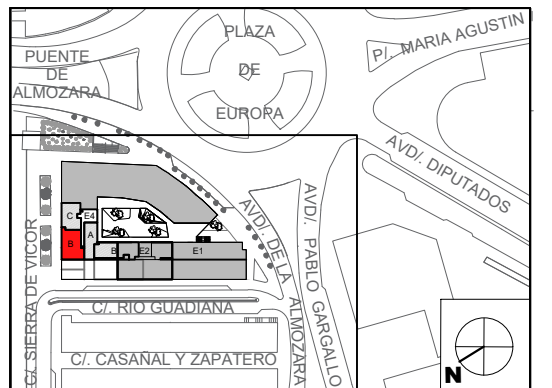 PLAZA
DE
EUROPA
P/. MARIA AGUSTIN
PUENTE
DE
ALMOZARA
AVD/. DIPUTADOS
AVD/. PABLO GARGALLO
AVD/. DE LA ALMOZARA
C/. SIERRA DE VICOR
C
E4
A
B
B
E2
E1
C/. RIO GUADIANA
C/. CASAÑAL Y ZAPATERO
N